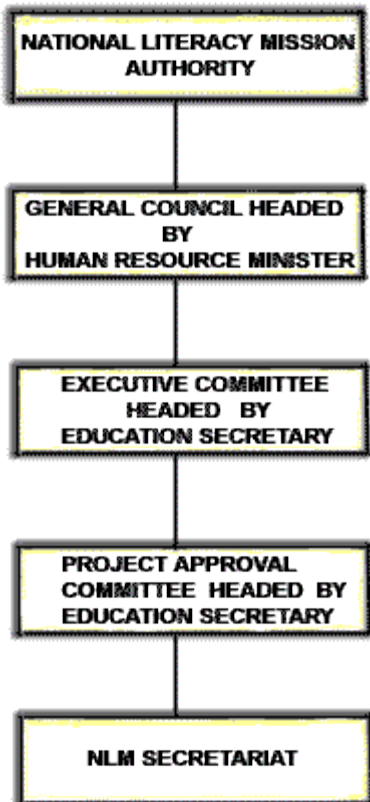 NATIONAL LITERACY MISSION
AUTHORITY
GENERAL COUNCIL HEADED
BY
HUMAN RESOURCE MINISTER
EXECUTIVE COMMITTEE
HEADED BY
EDUCATION SECRETARY
PROJECT APPROVAL
COMMITTEE HEADED BY
EDUCATION SECRETARY
NLM SECRETARIAT